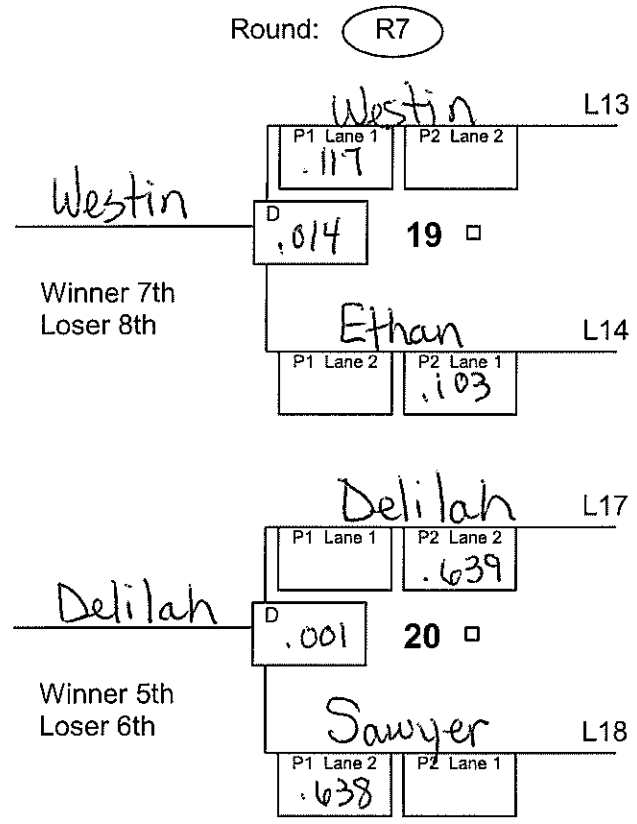 Round: R7
Westin L13
P1 Lane 1 P2 Lane 2
.117
Westin
D
.014 19
Winner 7th
Loser 8th
Ethan L14
P1 Lane 2 P2 Lane 1
.103
Delilah L17
P1 Lane 1 P2 Lane 2
.639
Delilah
D
.001 20
Winner 5th
Loser 6th
Sawyer L18
P1 Lane 2 P2 Lane 1
.638